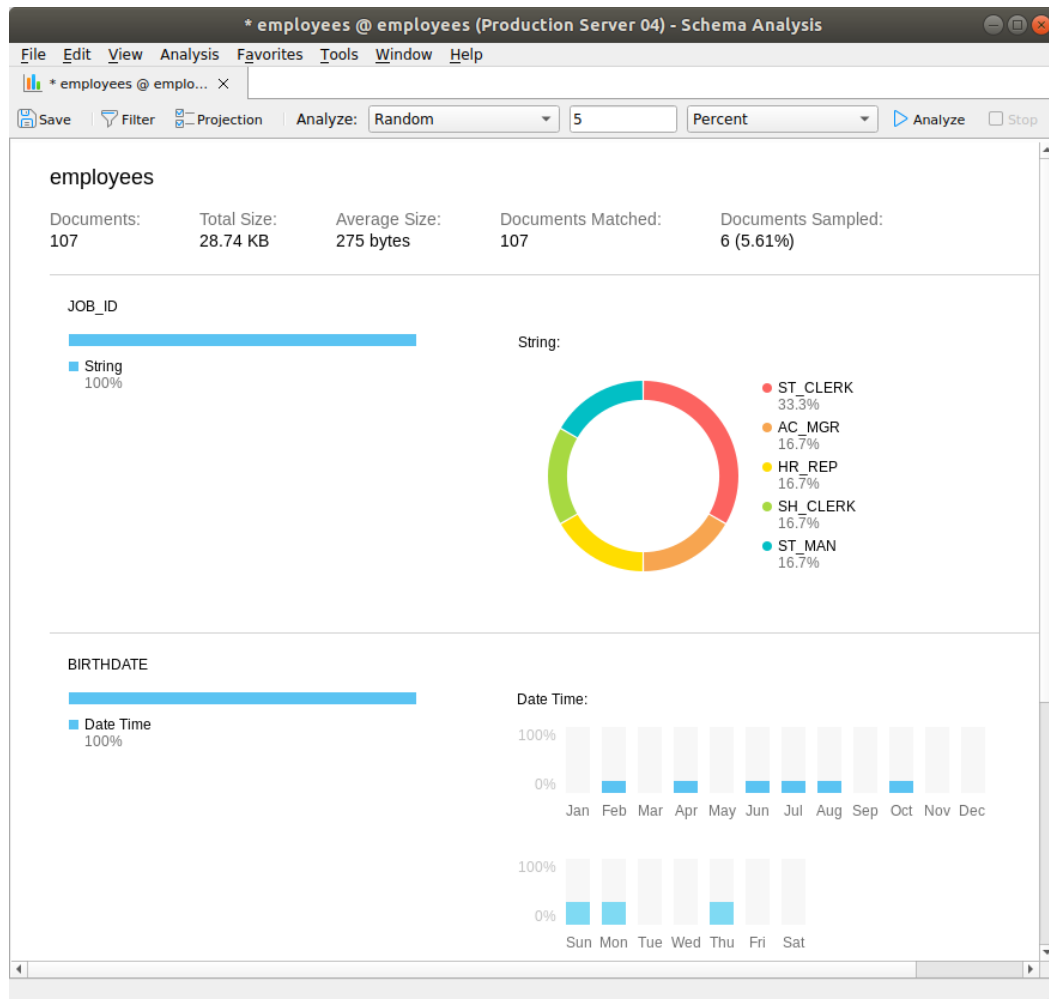 * employees @ employees (Production Server 04) - Schema Analysis
File Edit View Analysis Favorites Tools Window Help
* employees @ emplo...
Save Filter Projection Analyze: Random 5 Percent Analyze Stop
employees
Documents: Total Size: Average Size: Documents Matched: Documents Sampled:
107 28.74 KB 275 bytes 107 6 (5.61%)
JOB_ID
String
100%
String:
ST_CLERK
33.3%
AC_MGR
16.7%
HR_REP
16.7%
SH_CLERK
16.7%
ST_MAN
16.7%
BIRTHDATE
Date Time
100%
Date Time:
100%
0%
Jan Feb Mar Apr May Jun Jul Aug Sep Oct Nov Dec
100%
0%
Sun Mon Tue Wed Thu Fri Sat